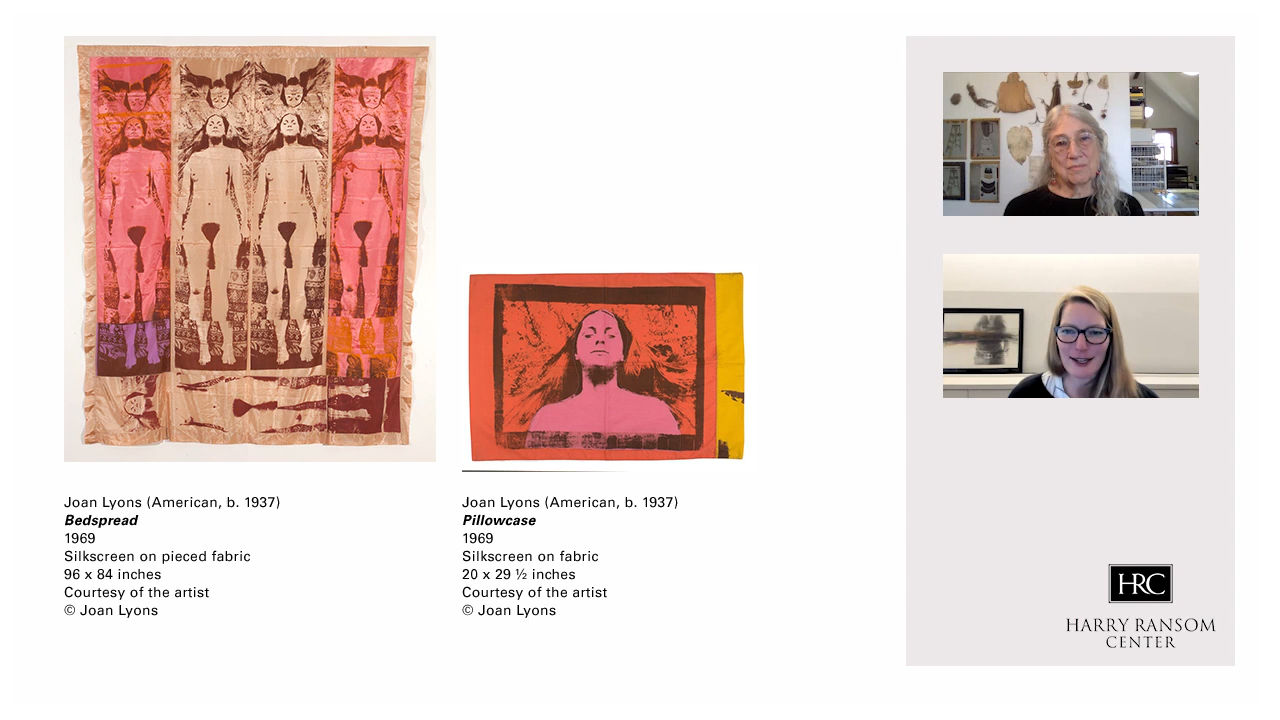 Joan Lyons (American, b. 1937)
Bedspread
1969
Silkscreen on pieced fabric
96 x 84 inches
Courtesy of the artist
© Joan Lyons
Joan Lyons (American, b. 1937)
Pillowcase
1969
Silkscreen on fabric
20 x 29 ½ inches
Courtesy of the artist
© Joan Lyons
HRC
HARRY RANSOM
CENTER